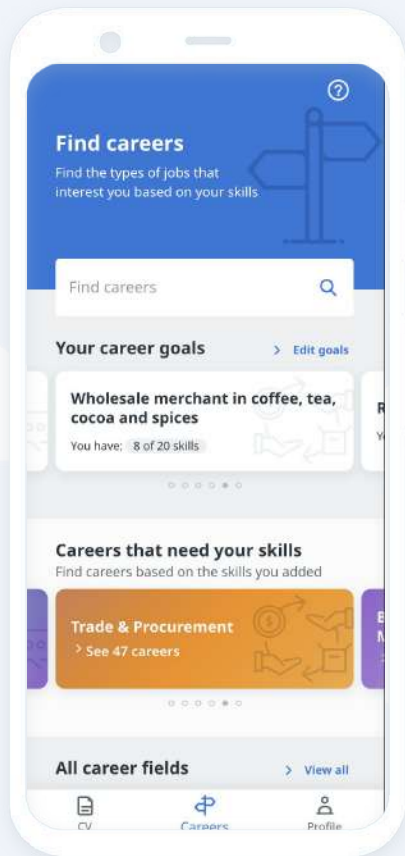 Find careers
Find the types of jobs that
interest you based on your skills
Find careers
Your career goals
> Edit goals
Wholesale merchant in coffee, tea,
cocoa and spices
You have: 8 of 20 skills
R
Y
Careers that need your skills
Find careers based on the skills you added
Trade & Procurement
> See 47 careers
All career fields
> View all
CV
Careers
Profile